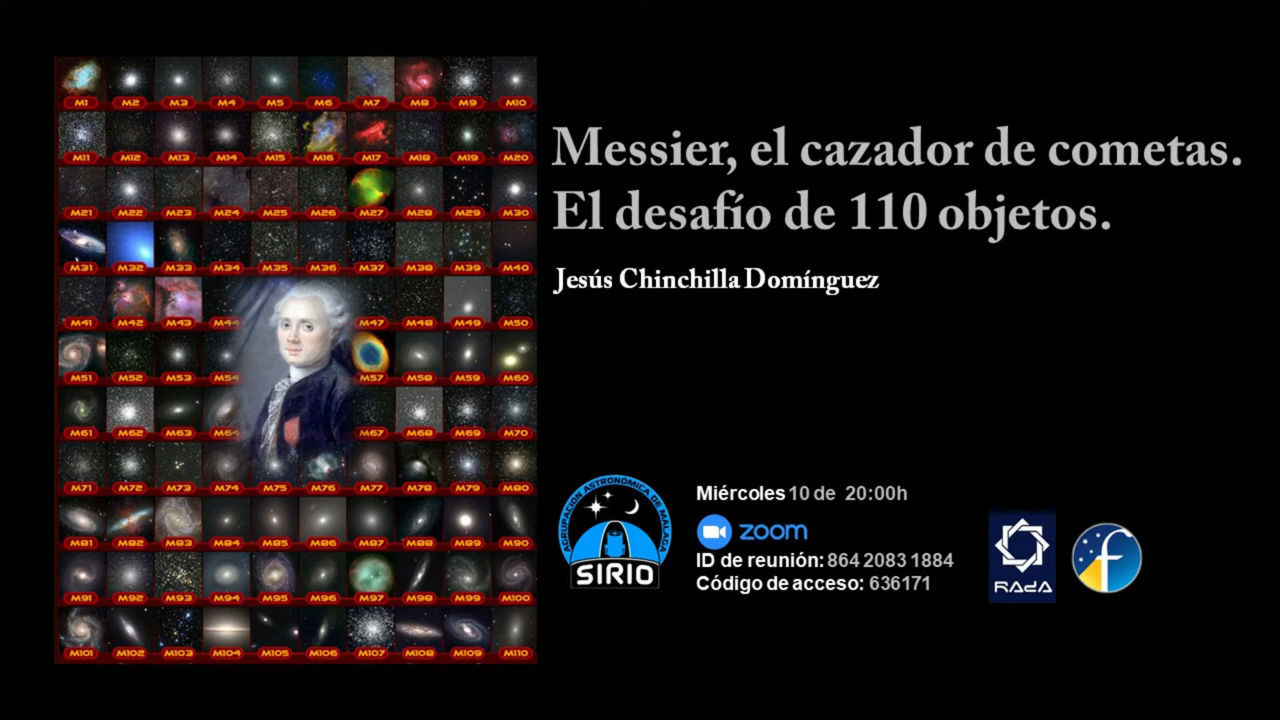 M1 M2 M3 M4 M5 M6 M7 M8 M9 M10
M11 M12 M13 M14 M15 M16 M17 M18 M19 M20
M21 M22 M23 M24 M25 M26 M27 M28 M29 M30
M31 M32 M33 M34 M35 M36 M37 M38 M39 M40
M41 M42 M43 M44 M47 M48 M49 M50
M51 M52 M53 M54 M57 M58 M59 M60
M61 M62 M63 M64 M67 M68 M69 M70
M71 M72 M73 M74 M75 M76 M77 M78 M79 M80
M81 M82 M83 M84 M85 M86 M87 M88 M89 M90
M91 M92 M93 M94 M95 M96 M97 M98 M99 M100
M101 M102 M103 M104 M105 M106 M107 M108 M109 M110
Messier, el cazador de cometas.
El desafío de 110 objetos.
Jesús Chinchilla Domínguez
AGRUPACIÓN ASTRONÓMICA DE MÁLAGA
SIRIO
Miércoles 10 de 20:00h
zoom
ID de reunión: 864 2083 1884
Código de acceso: 636171
RAdA
f